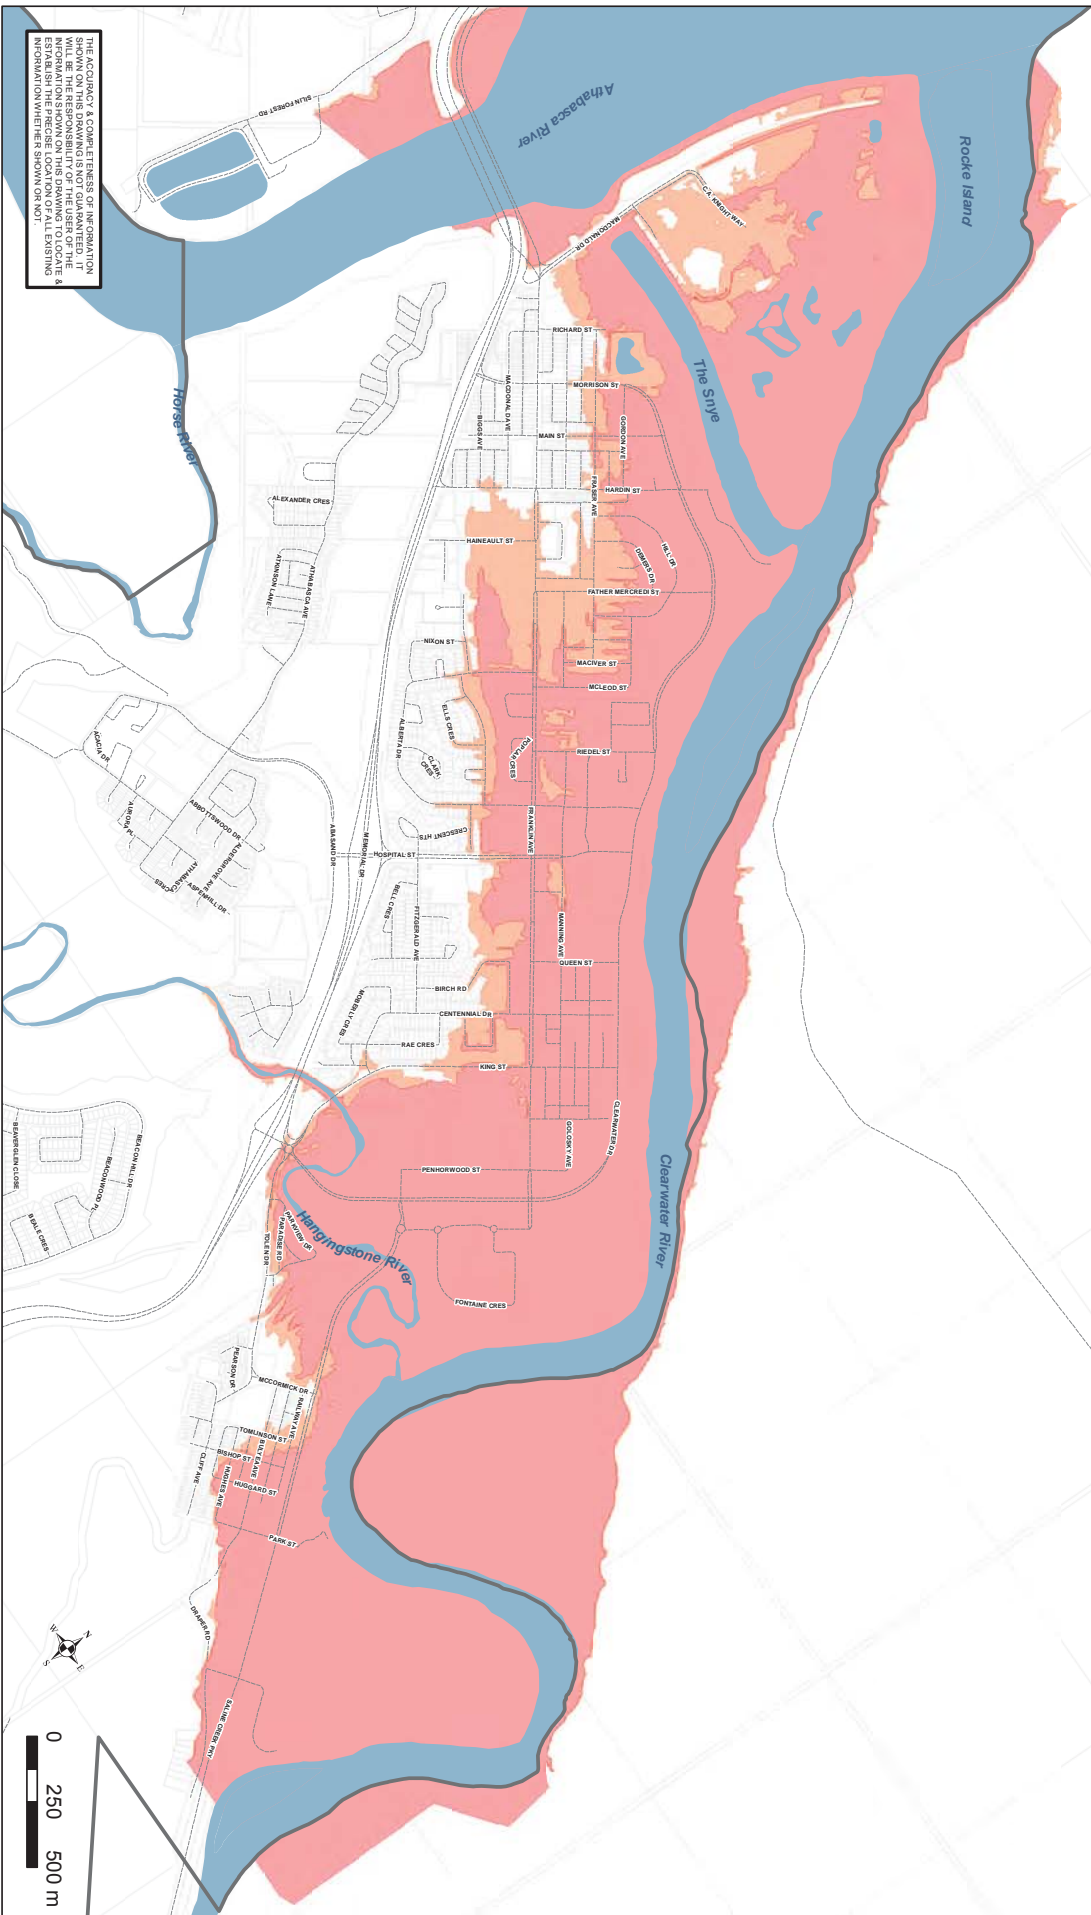 THE ACCURACY & COMPLETENESS OF INFORMATION
SHOWN ON THIS DRAWING IS NOT GUARANTEED. IT
WILL BE THE RESPONSIBILITY OF THE USER OF THE
INFORMATION SHOWN ON THIS DRAWING TO LOCATE &
ESTABLISH THE PRECISE LOCATION OF ALL EXISTING
INFORMATION WHETHER SHOWN OR NOT.
SILIN FOREST RD
Athabasca River
Rocke Island
C.A. KNIGHT WAY
MACDONALD DR
The Snye
Horse River
RICHARD ST
MORRISON ST
MACDONALD AVE
BIGGS AVE
MAIN ST
GORDON AVE
FRASER AVE
HARDIN ST
ALEXANDER CRES
HAINEAULT ST
HILL DR
DEMERS DR
FATHER MERCREDI ST
ATHABASCA AVE
ATKINSON LANE
NIXON ST
MACIVER ST
MCLEOD ST
ELLS CRES
ALBERTA DR
CLARK
CRES
POPLAR CRES
RIEDEL ST
ACACIA DR
AURORA PL
ABBOTTSWOOD DR
ALDERGROVE AVE
ATHABASCA
CRES
ASPENHILL DR
ABASAND DR
MEMORIAL DR
CRESCENT HTS
HOSPITAL ST
FRANKLIN AVE
BELL CRES
FITZGERALD AVE
MANNING AVE
QUEEN ST
BIRCH RD
MOBERLY CRES
CENTENNIAL DR
RAE CRES
KING ST
GOLOSKY AVE
CLEARWATER DR
Clearwater River
PENHORWOOD ST
BEACON HILL DR
BEACONWOOD PL
BEAVERGLEN CLOSE
BEALE CRES
Hangingstone River
PARKVIEW DR
PARADISE RD
TOLEN DR
FONTAINE CRES
PEARSON DR
MCCORMICK DR
RAILWAY AVE
TOMLINSON ST
BULYEA AVE
BISHOP ST
CLIFF AVE
HUGHES AVE
HUGGARD ST
PARK ST
DRAPER RD
SALINE CREEK PKY
N
E
S
W
0 250 500 m